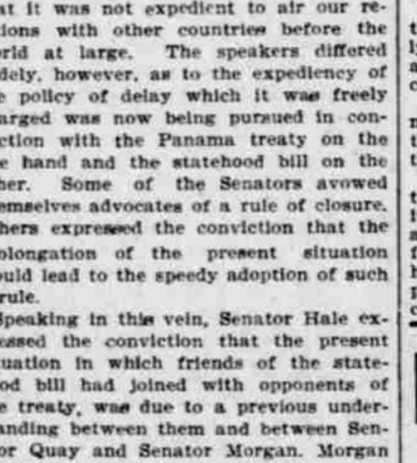 at it was not expedient to air our re-
tions with other countries before the
rld at large. The speakers differed
dely, however, as to the expediency of
e policy of delay which it was freely
arged was now being pursued in con-
ction with the Panama treaty on the
e hand and the statehood bill on the
her. Some of the Senators avowed
emselves advocates of a rule of closure.
hers expressed the conviction that the
olongation of the present situation
ould lead to the speedy adoption of such
rule.
Speaking in this vein, Senator Hale ex-
essed the conviction that the present
uation in which friends of the state-
od bill had joined with opponents of
e treaty, was due to a previous under-
anding between them and between Sen-
or Quay and Senator Morgan. Morgan